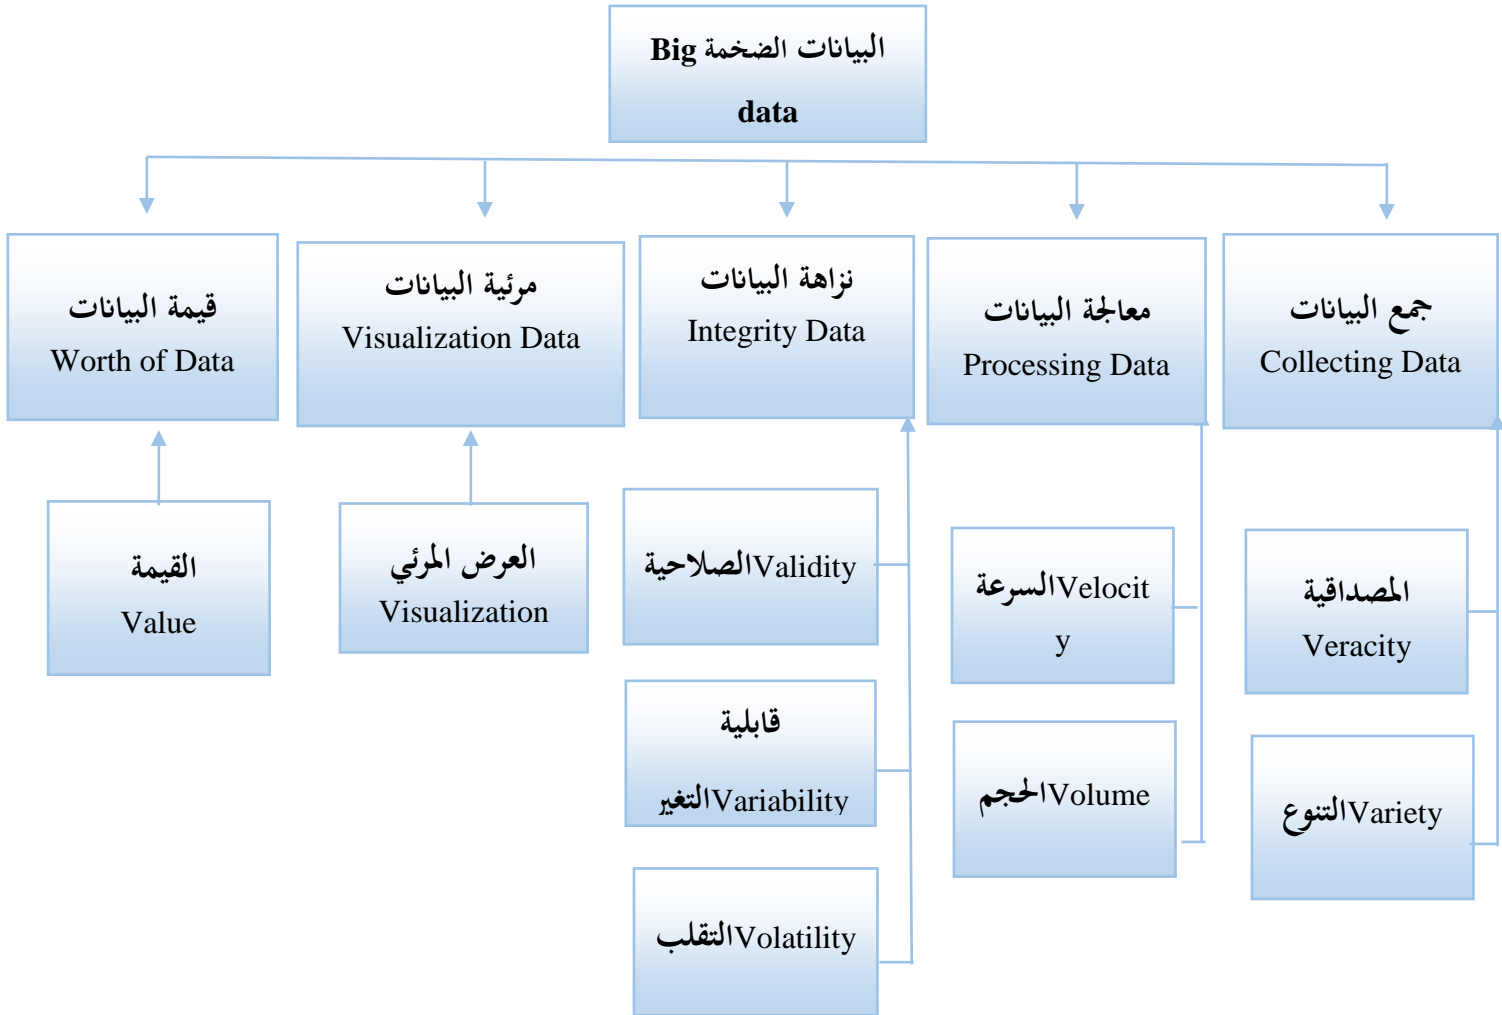 البيانات الضخمة Big
data
جمع البيانات
Collecting Data
معالجة البيانات
Processing Data
نزاهة البيانات
Integrity Data
مرئية البيانات
Visualization Data
قيمة البيانات
Worth of Data
المصداقية
Veracity
التنوعVariety
السرعةVelocit
y
الحجمVolume
الصلاحيةValidity
قابلية
التغيرVariability
التقلبVolatility
العرض المرئي
Visualization
القيمة
Value